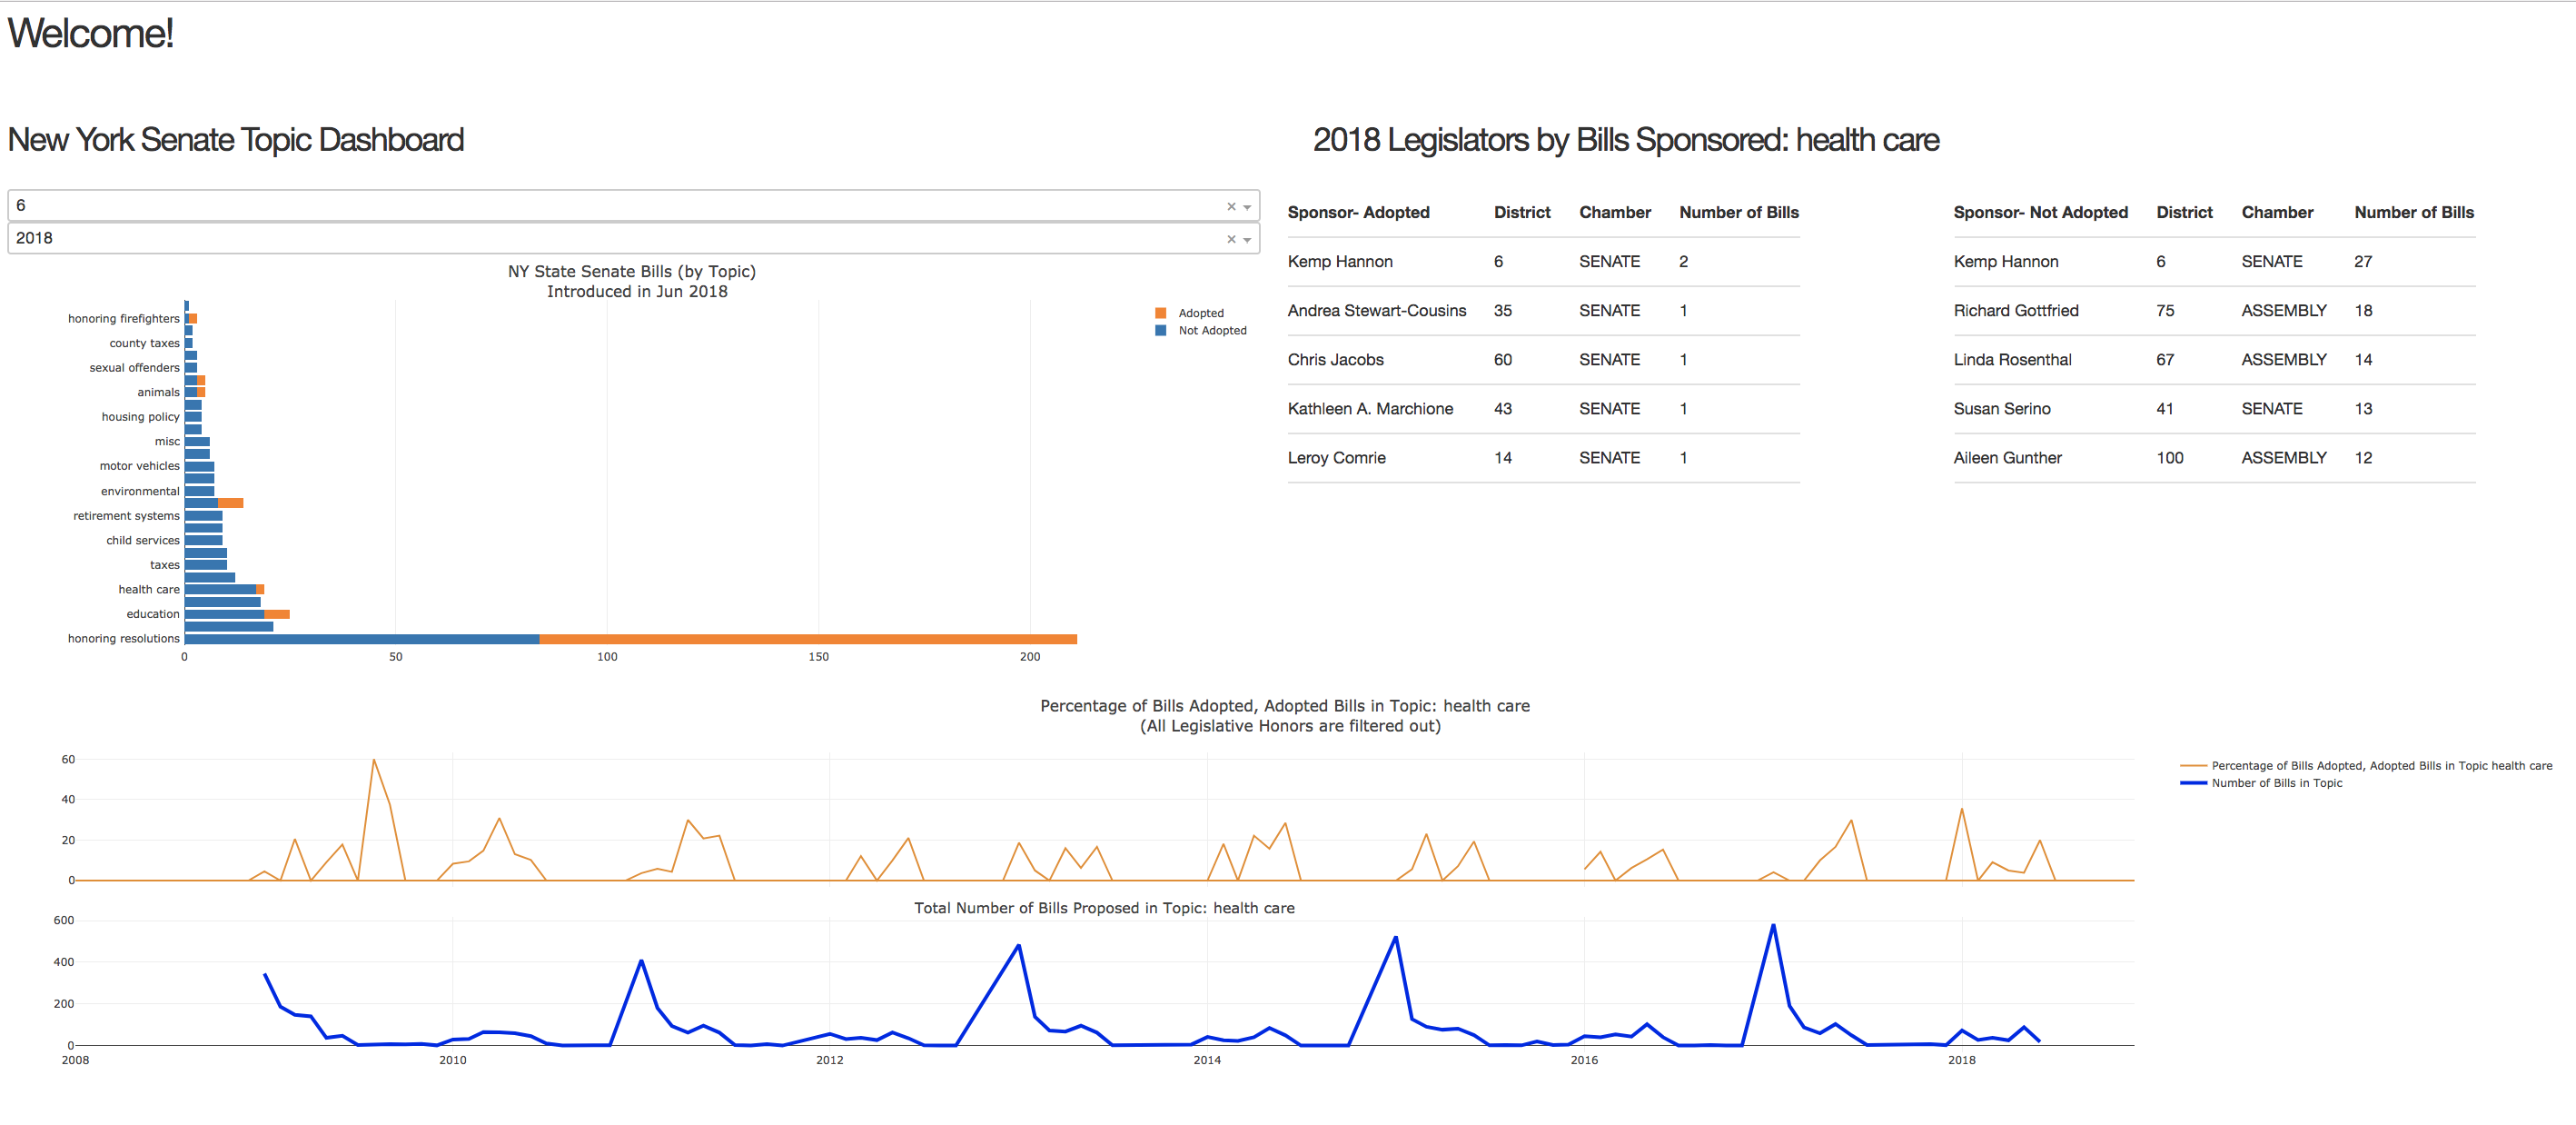 Welcome!
New York Senate Topic Dashboard
6
2018
NY State Senate Bills (by Topic)
Introduced in Jun 2018
Adopted
Not Adopted
honoring firefighters
county taxes
sexual offenders
animals
housing policy
misc
motor vehicles
environmental
retirement systems
child services
taxes
health care
education
honoring resolutions
0 50 100 150 200
2018 Legislators by Bills Sponsored: health care
Sponsor- Adopted District Chamber Number of Bills
Kemp Hannon 6 SENATE 2
Andrea Stewart-Cousins 35 SENATE 1
Chris Jacobs 60 SENATE 1
Kathleen A. Marchione 43 SENATE 1
Leroy Comrie 14 SENATE 1
Sponsor- Not Adopted District Chamber Number of Bills
Kemp Hannon 6 SENATE 27
Richard Gottfried 75 ASSEMBLY 18
Linda Rosenthal 67 ASSEMBLY 14
Susan Serino 41 SENATE 13
Aileen Gunther 100 ASSEMBLY 12
Percentage of Bills Adopted, Adopted Bills in Topic: health care
(All Legislative Honors are filtered out)
60
40
20
0
Percentage of Bills Adopted, Adopted Bills in Topic health care
Number of Bills in Topic
Total Number of Bills Proposed in Topic: health care
600
400
200
0
2008 2010 2012 2014 2016 2018